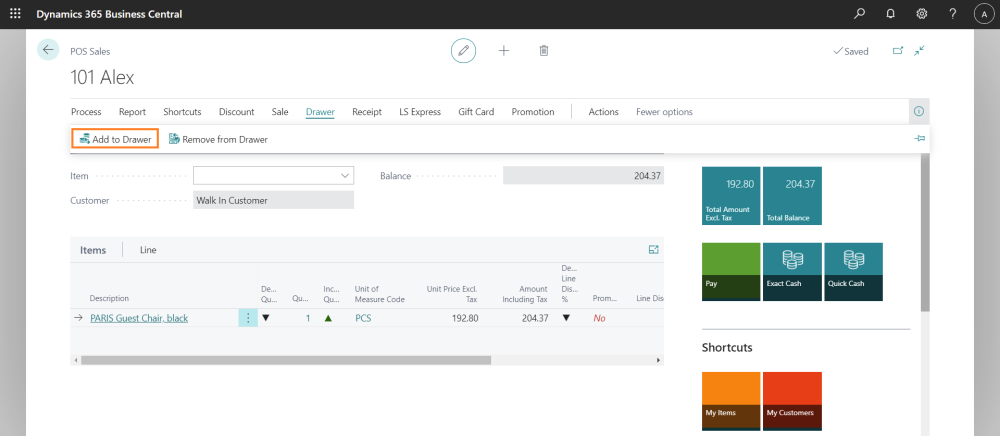 Dynamics 365 Business Central
?
A
POS Sales
Saved
101 Alex
Process Report Shortcuts Discount Sale Drawer Receipt LS Express Gift Card Promotion Actions Fewer options
Add to Drawer Remove from Drawer
Item Balance 204.37
Customer Walk In Customer
192.80 204.37
Total Amount Excl. Tax Total Balance
Items Line
Pay Exact Cash Quick Cash
Description De... Qu... Qu... Inc... Qu... Unit of Measure Code Unit Price Excl. Tax Amount Including Tax De... Line Dis... % Prom... Line Dis
PARIS Guest Chair, black 1 PCS 192.80 204.37 No
Shortcuts
My Items My Customers